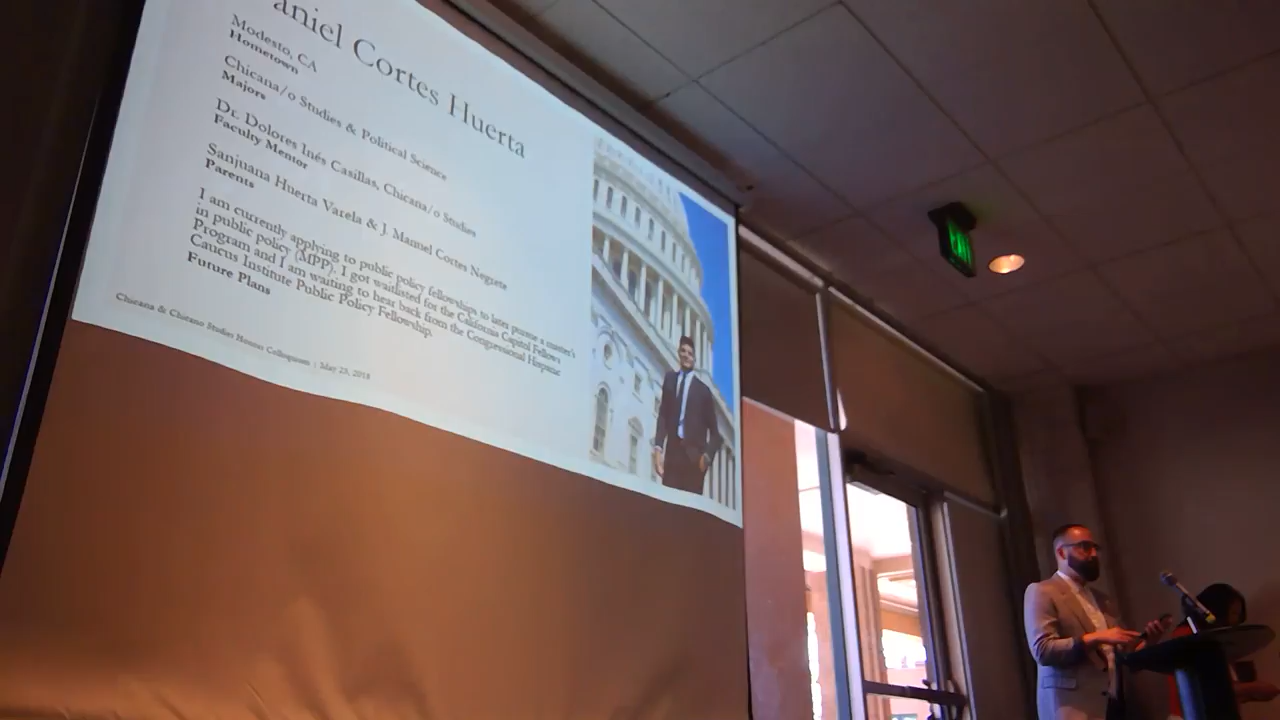 aniel Cortes Huerta
Modesto, CA
Hometown
Chicana/o Studies & Political Science
Majors
Dr. Dolores Inés Casillas, Chicana/o Studies
Faculty Mentor
Sanjuana Huerta Varela & J. Manuel Cortes Negrete
Parents
I am currently applying to public policy fellowships to later pursue a master's
in public policy (MPP). I got waitlisted for the California Capitol Fellows
Program and I am waiting to hear back from the Congressional Hispanic
Caucus Institute Public Policy Fellowship.
Future Plans
Chicana & Chicano Studies Honors Colloquium | May 25, 2018